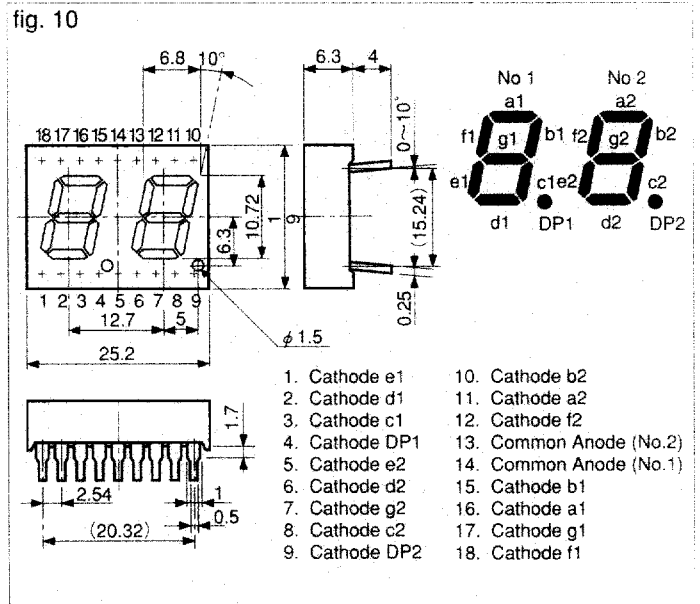 fig. 10
6.8 10°
6.3 4
18 17 16 15 14 13 12 11 10
0~10°
10.72
6.3
19
(15.24)
0.25
1 2 3 4 5 6 7 8 9
12.7 5
φ1.5
25.2
No 1 No 2
a1 a2
f1 g1 b1 f2 g2 b2
e1 c1 e2 c2
d1 DP1 d2 DP2
1.7
2.54 1
0.5
(20.32)
1. Cathode e1
2. Cathode d1
3. Cathode c1
4. Cathode DP1
5. Cathode e2
6. Cathode d2
7. Cathode g2
8. Cathode c2
9. Cathode DP2
10. Cathode b2
11. Cathode a2
12. Cathode f2
13. Common Anode (No.2)
14. Common Anode (No.1)
15. Cathode b1
16. Cathode a1
17. Cathode g1
18. Cathode f1